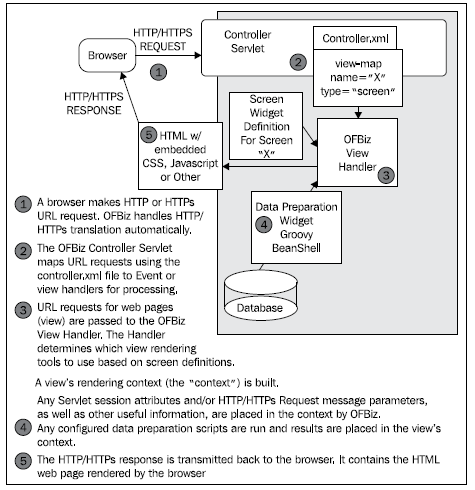 HTTP/HTTPS
REQUEST
Browser
1
Controller
Servlet
Controller.xml
2
view-map
name="X"
type="screen"
HTTP/HTTPS
RESPONSE
Screen
Widget
Definition
For Screen
"X"
5 HTML w/
embedded
CSS, Javascript
or Other
OFBiz
View
Handler
3
Data Preparation
4 Widget
Groovy
BeanShell
Database
1 A browser makes HTTP or HTTPs
URL request. OFBiz handles HTTP/
HTTPs translation automatically.
2 The OFBiz Controller Servlet
maps URL requests using the
controller.xml file to Event or
view handlers for processing.
3 URL requests for web pages
(view) are passed to the OFBiz
View Handler. The Handler
determines which view rendering
tools to use based on screen definitions.
A view's rendering context (the "context") is built.
Any Servlet session attributes and/or HTTP/HTTPs Request message parameters,
as well as other useful information, are placed in the context by OFBiz.
4 Any configured data preparation scripts are run and results are placed in the view's
context.
5 The HTTP/HTTPs response is transmitted back to the browser. It contains the HTML
web page rendered by the browser